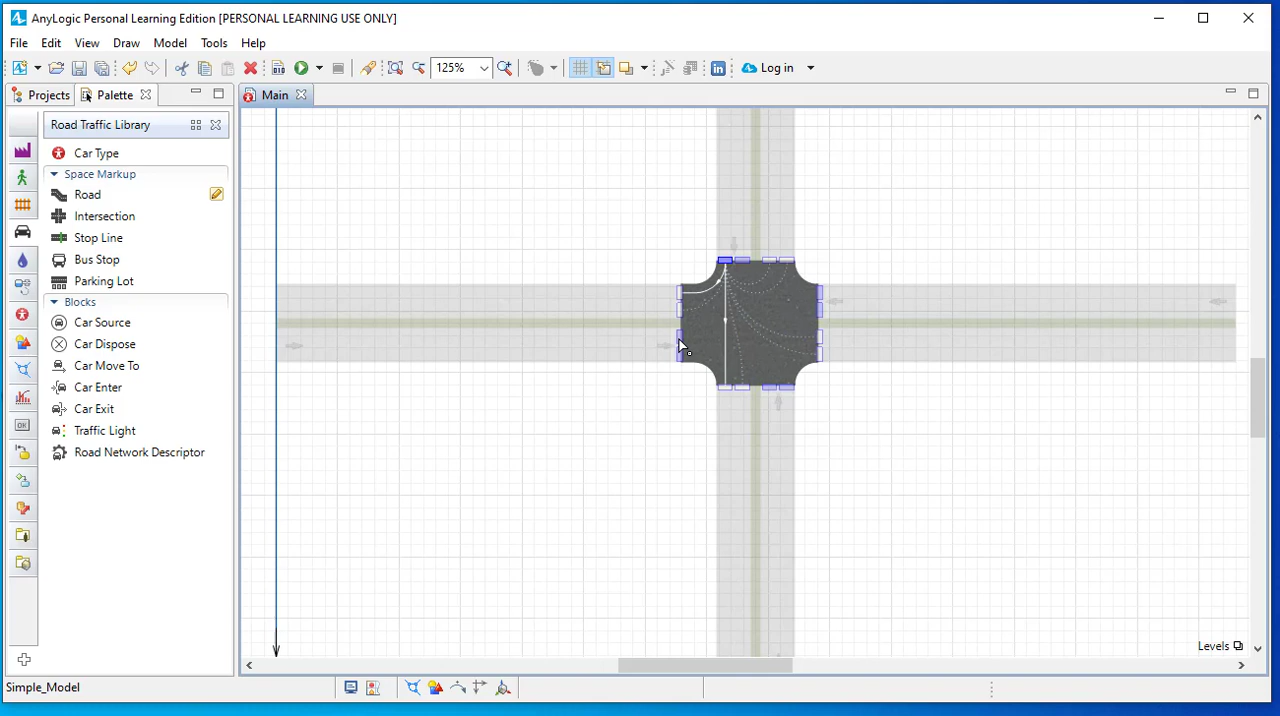 AnyLogic Personal Learning Edition [PERSONAL LEARNING USE ONLY]
File Edit View Draw Model Tools Help
125% Log in
Projects Palette Main
Road Traffic Library
Car Type
Space Markup
Road
Intersection
Stop Line
Bus Stop
Parking Lot
Blocks
Car Source
Car Dispose
Car Move To
Car Enter
Car Exit
Traffic Light
Road Network Descriptor
Levels
Simple_Model